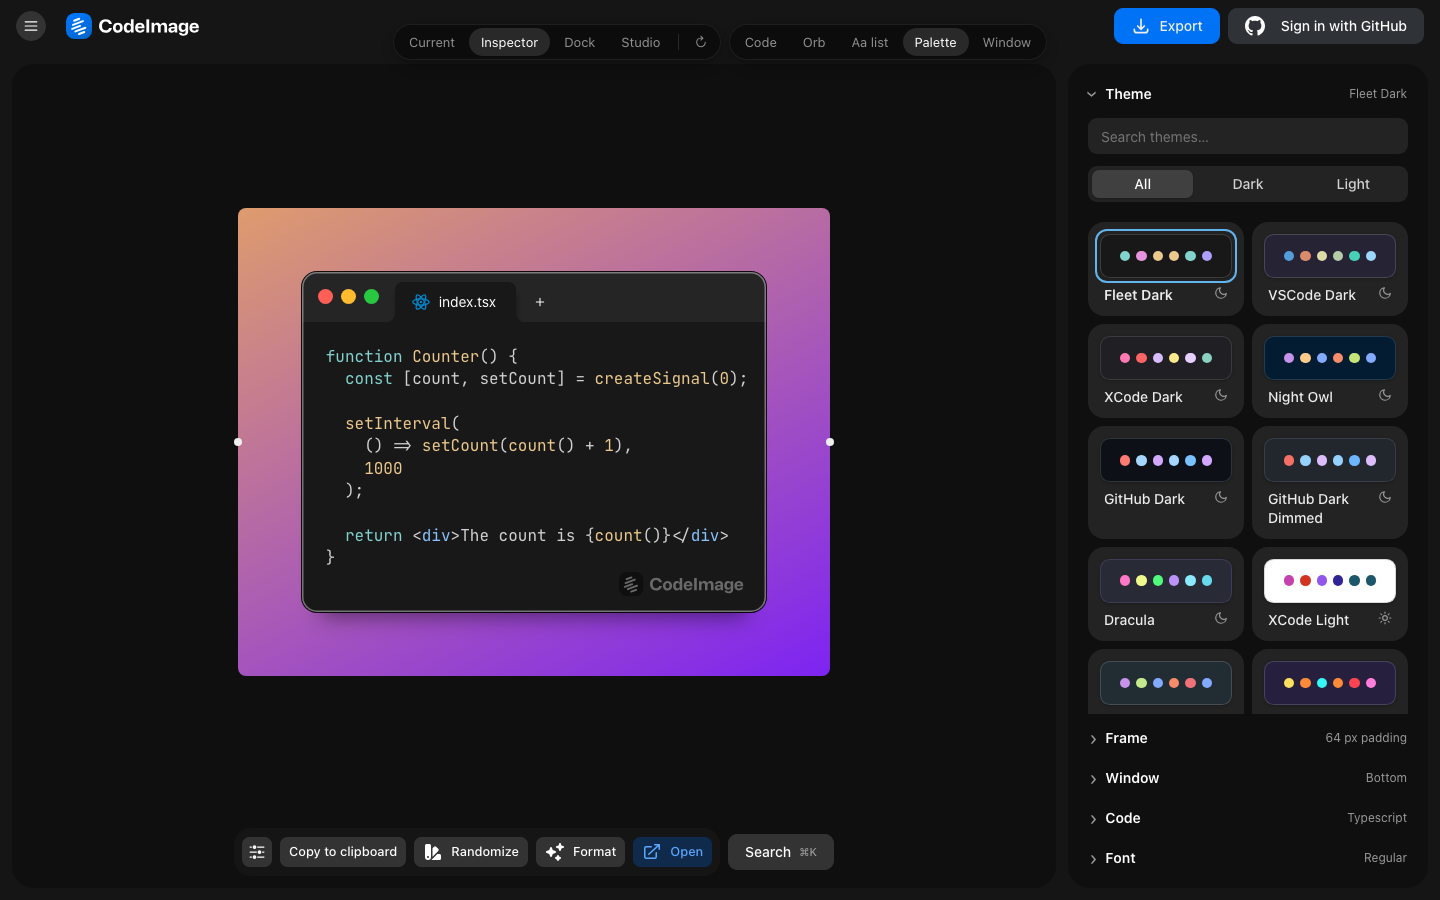 CodeImage
Current Inspector Dock Studio
Code Orb Aa list Palette Window
Export
Sign in with GitHub
index.tsx +
function Counter() {
  const [count, setCount] = createSignal(0);
  setInterval(
    () => setCount(count() + 1),
    1000
  );
  return <div>The count is {count()}</div>
}
CodeImage
Copy to clipboard
Randomize
Format
Open
Search ⌘K
Theme Fleet Dark
Search themes...
All Dark Light
Fleet Dark
VSCode Dark
XCode Dark
Night Owl
GitHub Dark
GitHub Dark
Dimmed
Dracula
XCode Light
Frame 64 px padding
Window Bottom
Code Typescript
Font Regular